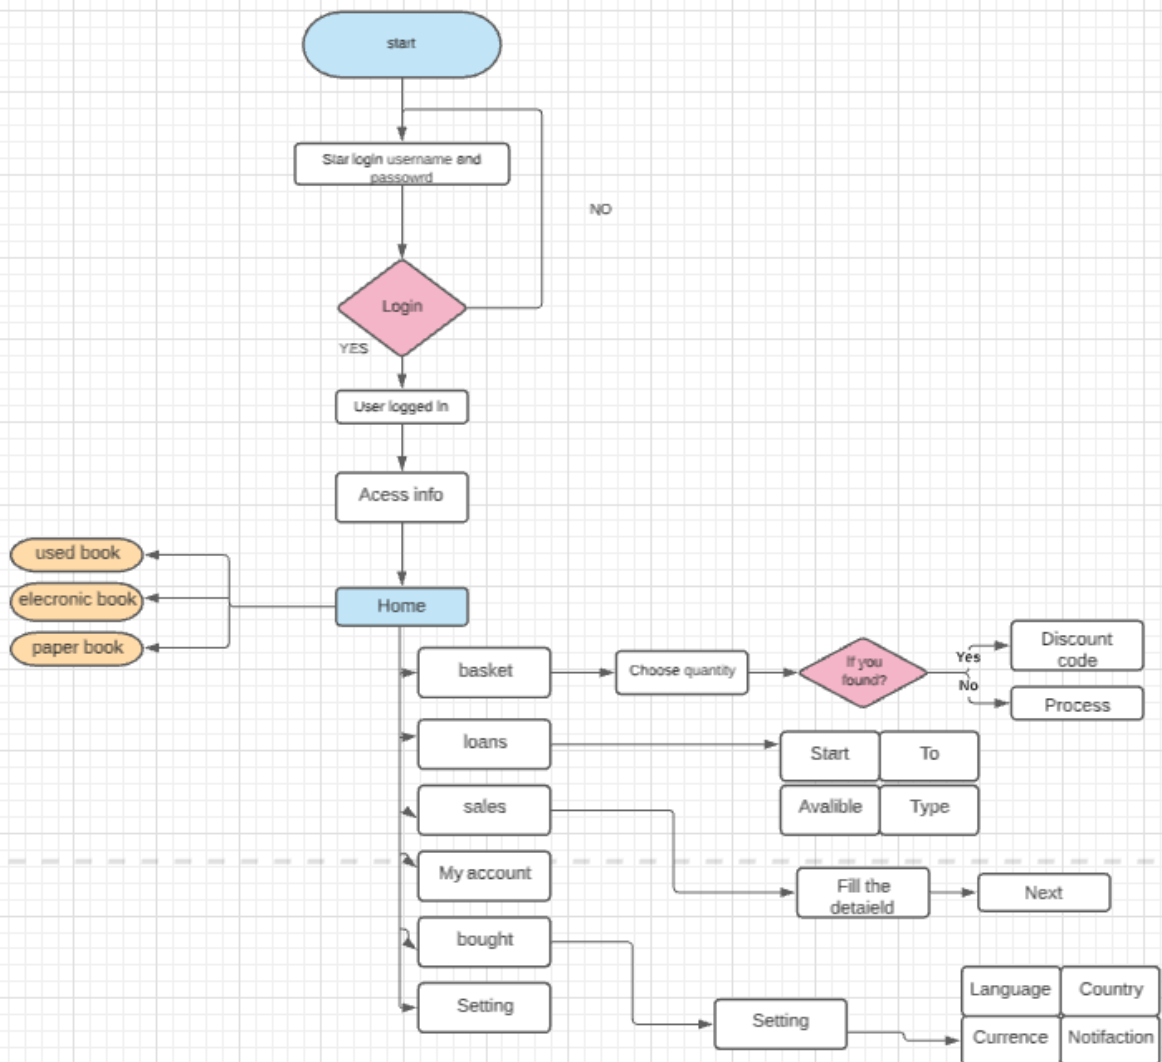 start
Star login username and
passowrd
NO
Login
YES
User logged in
Acess info
used book
elecronic book
paper book
Home
basket
Choose quantity
If you
found?
Yes
No
Discount
code
Process
loans
Start
To
Avalible
Type
sales
My account
Fill the
detaield
Next
bought
Setting
Setting
Language
Country
Currence
Notifaction